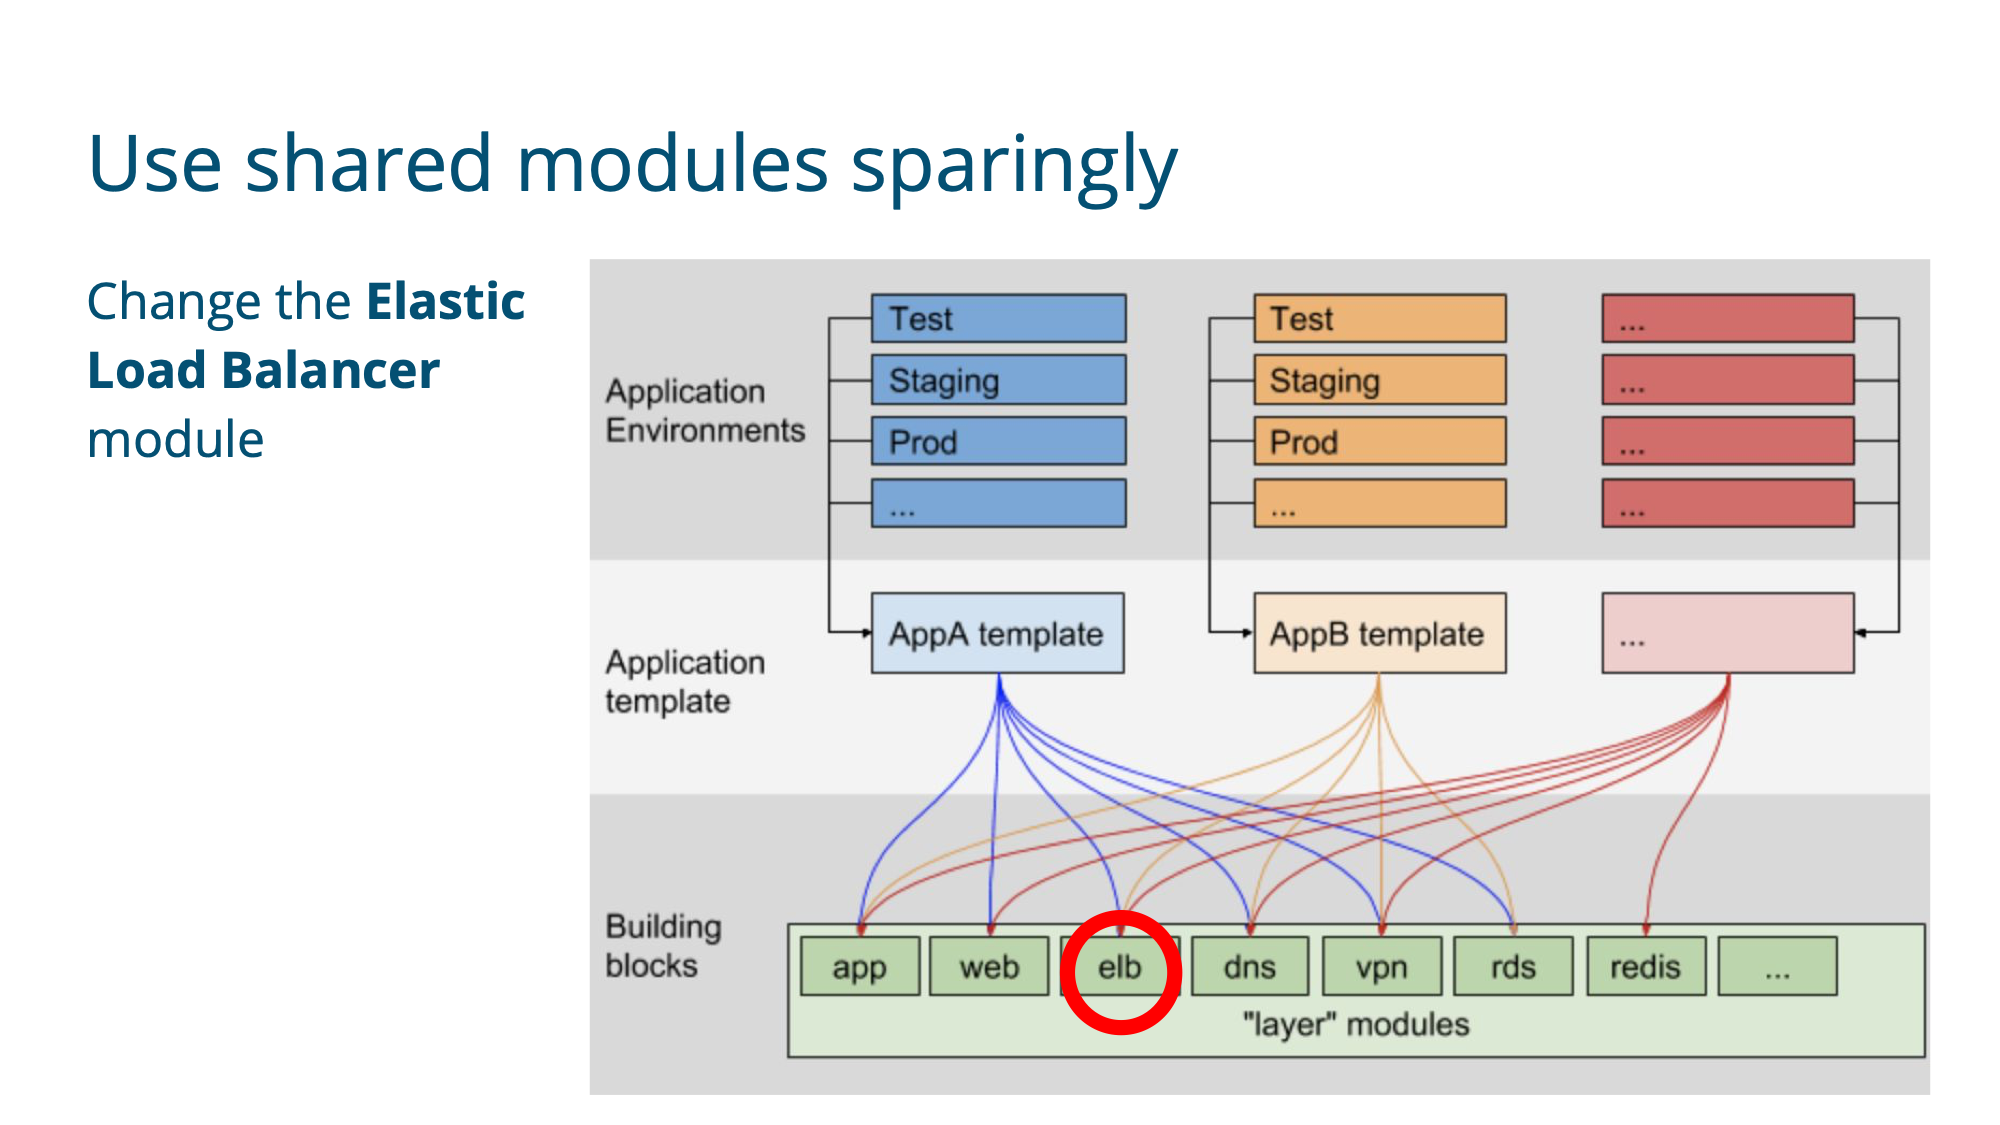 Use shared modules sparingly
Change the Elastic
Load Balancer
module
Application
Environments
Test
Staging
Prod
...
Test
Staging
Prod
...
...
...
...
...
Application
template
AppA template
AppB template
...
Building
blocks
app
web
elb
dns
vpn
rds
redis
...
"layer" modules